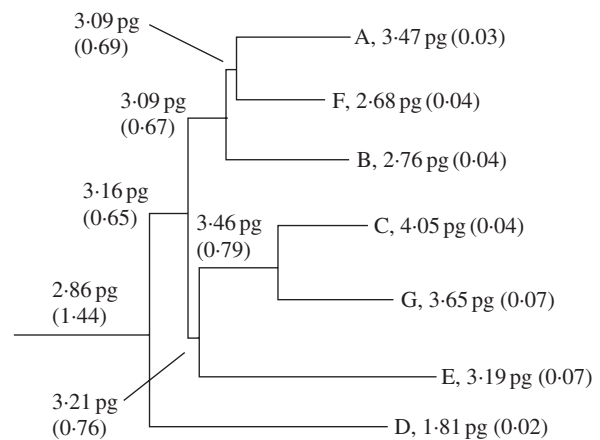 3·09 pg
(0·69)
A, 3·47 pg (0.03)
3·09 pg
(0·67)
F, 2·68 pg (0·04)
B, 2·76 pg (0·04)
3·16 pg
(0·65)
3·46 pg
(0·79)
C, 4·05 pg (0·04)
2·86 pg
(1·44)
G, 3·65 pg (0·07)
E, 3·19 pg (0·07)
3·21 pg
(0·76)
D, 1·81 pg (0·02)